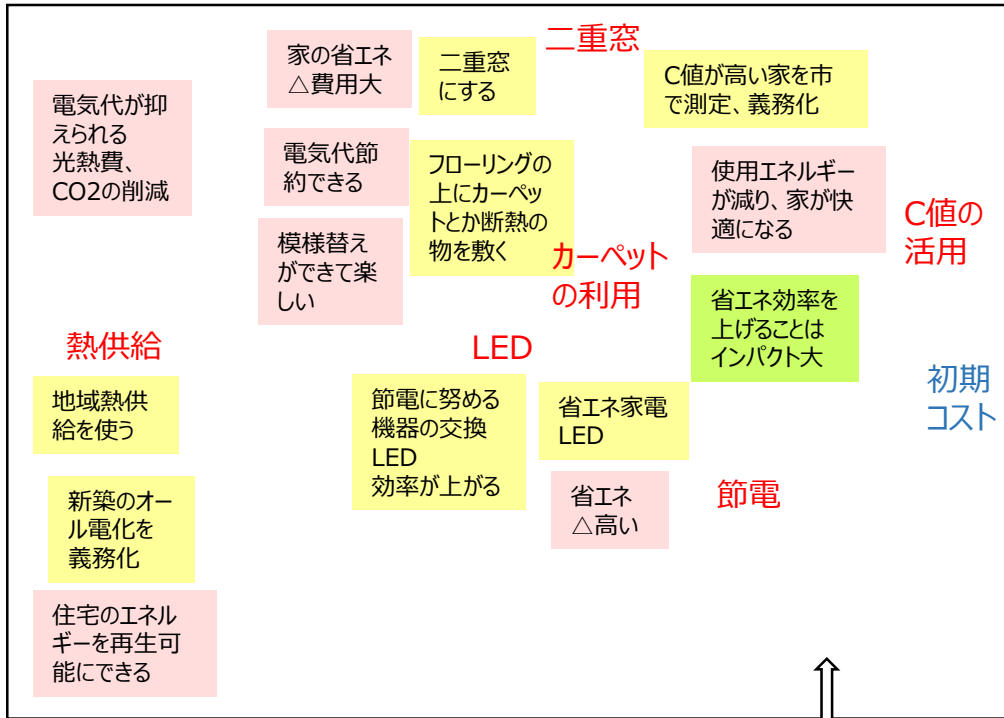 二重窓
家の省エネ
△費用大
二重窓
にする
C値が高い家を市
で測定、義務化
電気代が抑
えられる
光熱費、
CO2の削減
電気代節
約できる
フローリングの
上にカーペッ
トとか断熱の
物を敷く
使用エネルギー
が減り、家が快
適になる
C値の
活用
模様替え
ができて楽
しい
カーペット
の利用
省エネ効率を
上げることは
インパクト大
熱供給
LED
初期
コスト
地域熱供
給を使う
節電に努める
機器の交換
LED
効率が上がる
省エネ家電
LED
新築のオー
ル電化を
義務化
省エネ
△高い
節電
住宅のエネル
ギーを再生可
能にできる